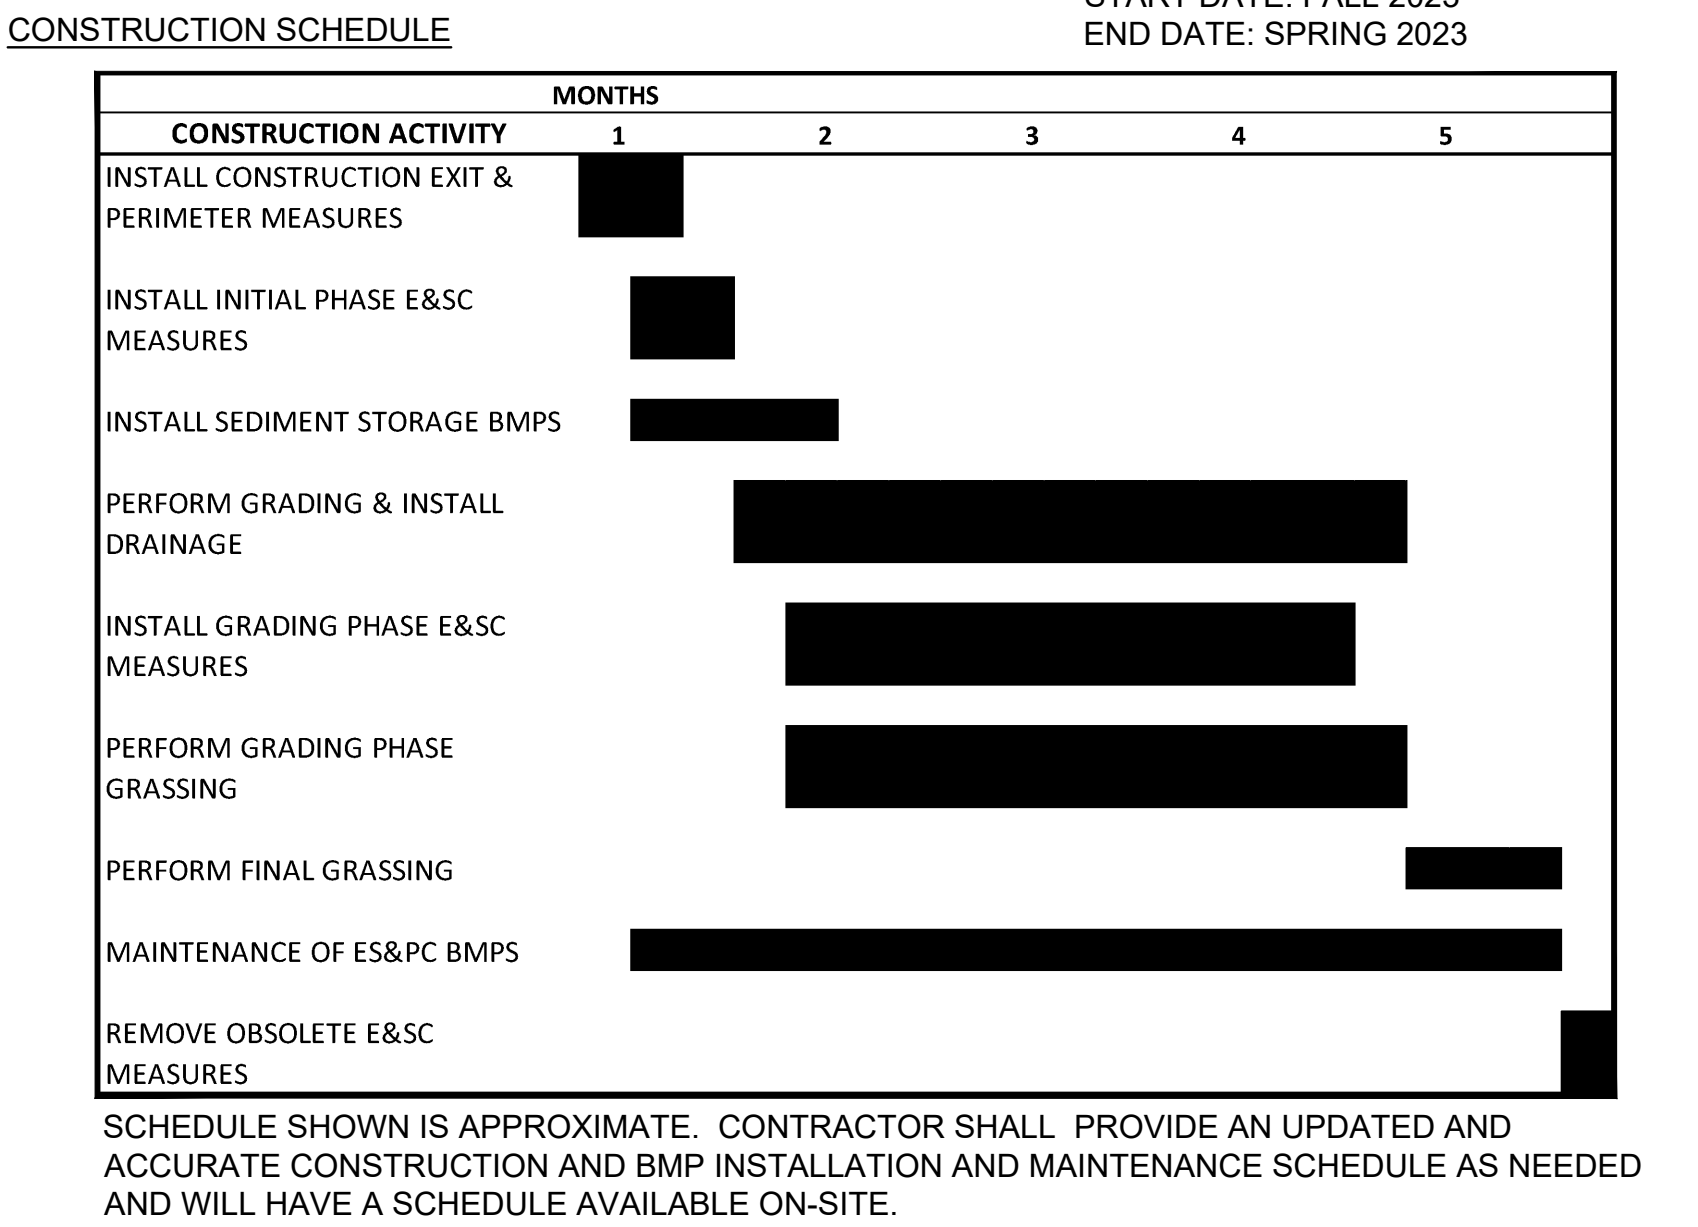 START DATE: FALL 2023
CONSTRUCTION SCHEDULE
END DATE: SPRING 2023
MONTHS
CONSTRUCTION ACTIVITY 1 2 3 4 5
INSTALL CONSTRUCTION EXIT &
PERIMETER MEASURES
INSTALL INITIAL PHASE E&SC
MEASURES
INSTALL SEDIMENT STORAGE BMPS
PERFORM GRADING & INSTALL
DRAINAGE
INSTALL GRADING PHASE E&SC
MEASURES
PERFORM GRADING PHASE
GRASSING
PERFORM FINAL GRASSING
MAINTENANCE OF ES&PC BMPS
REMOVE OBSOLETE E&SC
MEASURES
SCHEDULE SHOWN IS APPROXIMATE. CONTRACTOR SHALL PROVIDE AN UPDATED AND
ACCURATE CONSTRUCTION AND BMP INSTALLATION AND MAINTENANCE SCHEDULE AS NEEDED
AND WILL HAVE A SCHEDULE AVAILABLE ON-SITE.